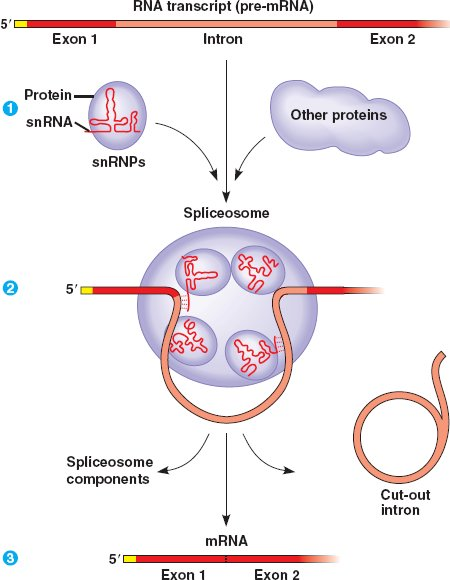 RNA transcript (pre-mRNA)
5′
Exon 1 Intron Exon 2
1
Protein
snRNA
snRNPs
Other proteins
Spliceosome
2
5′
Spliceosome
components
Cut-out
intron
mRNA
3
5′
Exon 1 Exon 2